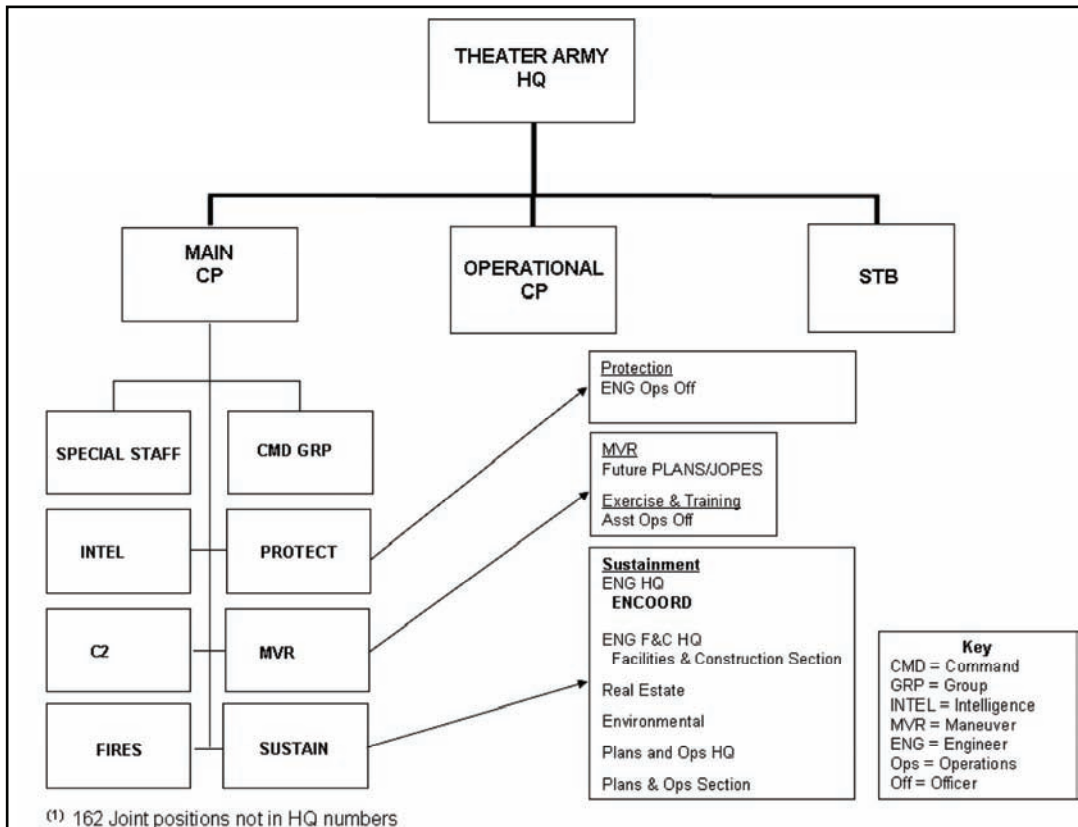 THEATER ARMY
HQ
MAIN
CP
OPERATIONAL
CP
STB
SPECIAL STAFF
CMD GRP
INTEL
PROTECT
C2
MVR
FIRES
SUSTAIN
Protection
ENG Ops Off
MVR
Future PLANS/JOPES
Exercise & Training
Asst Ops Off
Sustainment
ENG HQ
ENCOORD
ENG F&C HQ
Facilities & Construction Section
Real Estate
Environmental
Plans and Ops HQ
Plans & Ops Section
Key
CMD = Command
GRP = Group
INTEL = Intelligence
MVR = Maneuver
ENG = Engineer
Ops = Operations
Off = Officer
(1) 162 Joint positions not in HQ numbers